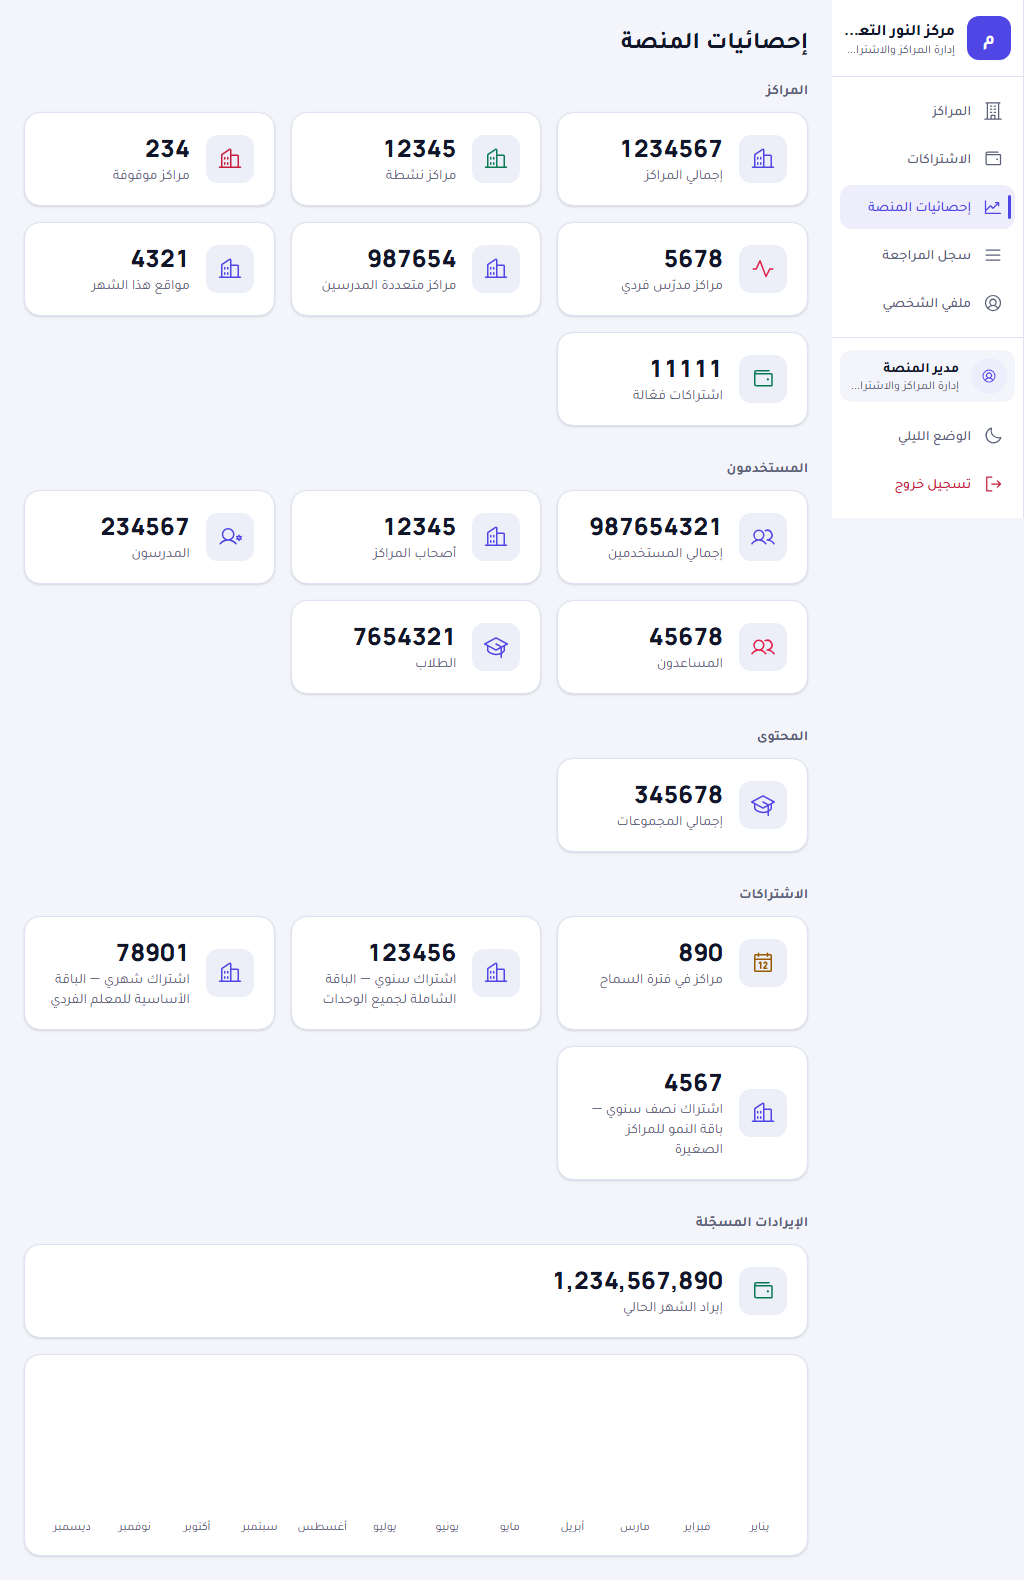 م
مركز النور التع...
إدارة المراكز والاشترا...
المراكز
الاشتراكات
إحصائيات المنصة
سجل المراجعة
ملفي الشخصي
مدير المنصة
إدارة المراكز والاشترا...
الوضع الليلي
تسجيل خروج
إحصائيات المنصة
المراكز
1234567
إجمالي المراكز
12345
مراكز نشطة
234
مراكز موقوفة
5678
مراكز مدرّس فردي
987654
مراكز متعددة المدرسين
4321
مواقع هذا الشهر
11111
اشتراكات فعّالة
المستخدمون
987654321
إجمالي المستخدمين
12345
أصحاب المراكز
234567
المدرسون
45678
المساعدون
7654321
الطلاب
المحتوى
345678
إجمالي المجموعات
الاشتراكات
890
مراكز في فترة السماح
123456
اشتراك سنوي — الباقة
الشاملة لجميع الوحدات
78901
اشتراك شهري — الباقة
الأساسية للمعلم الفردي
4567
اشتراك نصف سنوي —
باقة النمو للمراكز
الصغيرة
الإيرادات المسجّلة
1,234,567,890
إيراد الشهر الحالي
يناير فبراير مارس أبريل مايو يونيو يوليو أغسطس سبتمبر أكتوبر نوفمبر ديسمبر